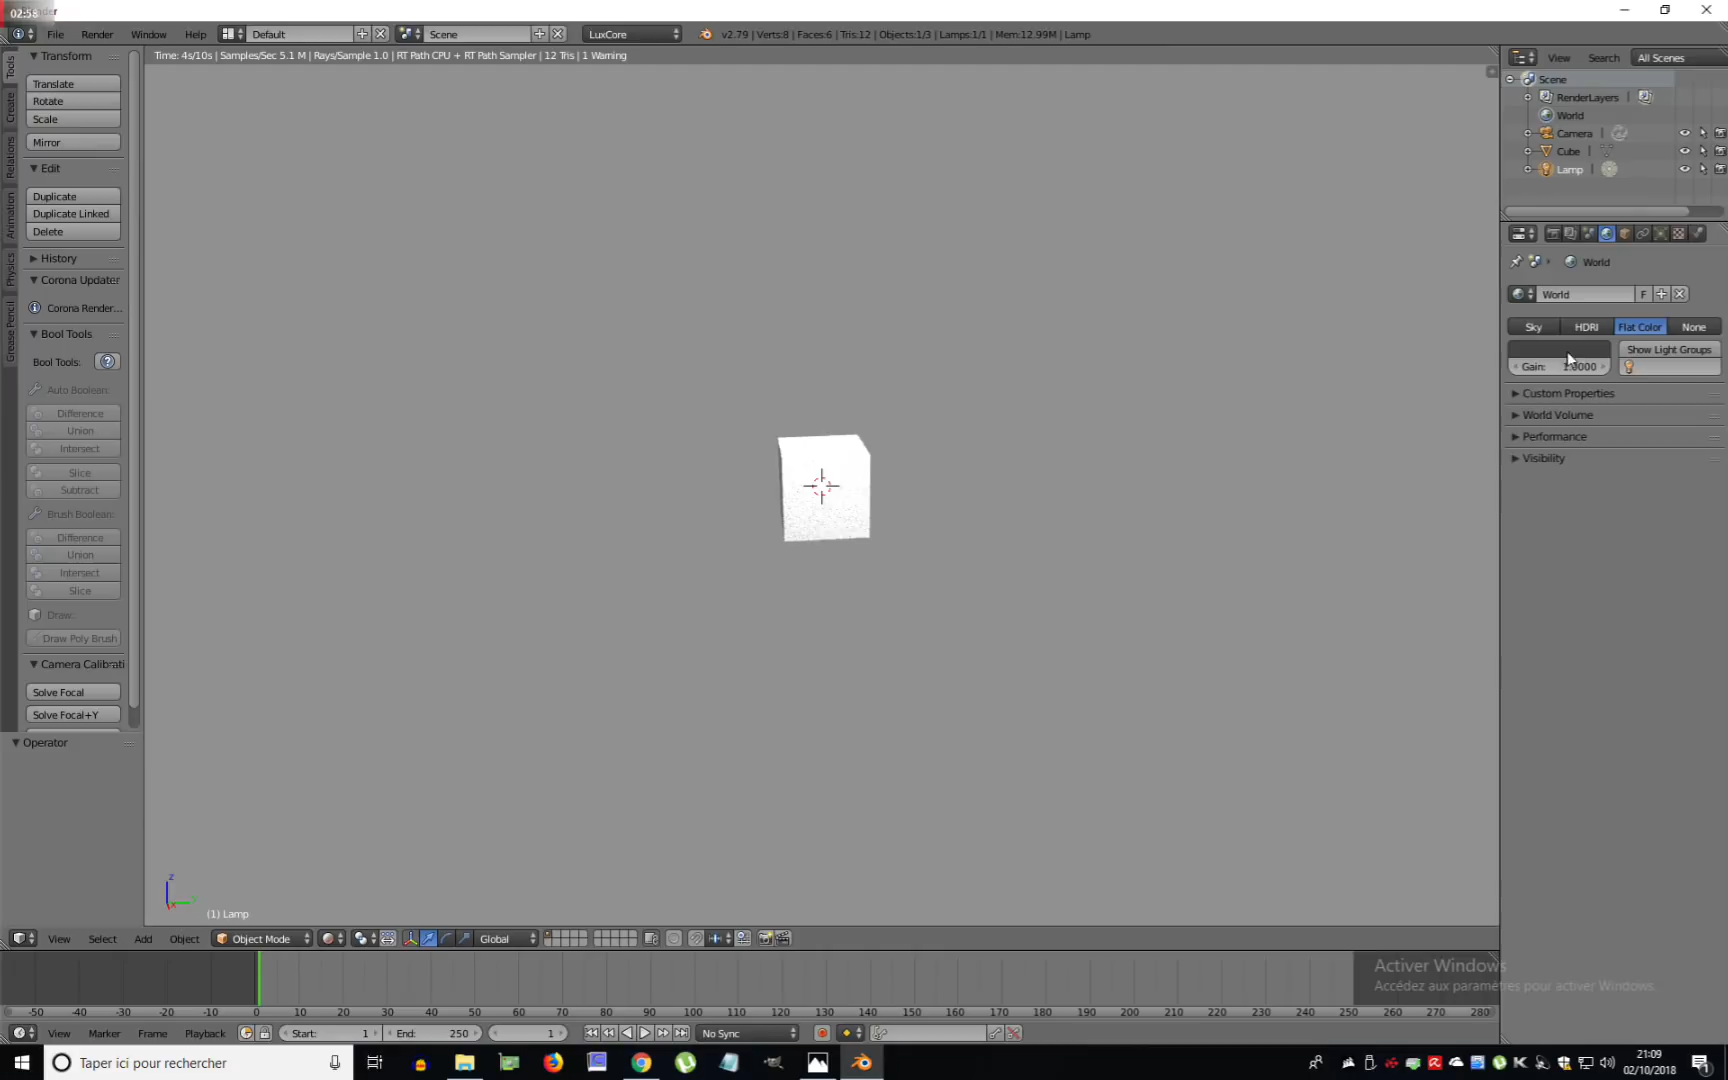 02:58
File Render Window Help Default Scene LuxCore v2.79 | Verts:8 | Faces:6 | Tris:12 | Objects:1/3 | Lamps:1/1 | Mem:12.99M | Lamp
Time: 4s/10s | Samples/Sec 5.1 M | Rays/Sample 1.0 | RT Path CPU + RT Path Sampler | 12 Tris | 1 Warning
Tools
Create
Relations
Animation
Physics
Grease Pencil
Transform
Translate
Rotate
Scale
Mirror
Edit
Duplicate
Duplicate Linked
Delete
History
Corona Updater
Corona Render...
Bool Tools
Bool Tools:
Auto Boolean:
Difference
Union
Intersect
Slice
Subtract
Brush Boolean:
Difference
Union
Intersect
Slice
Draw:
Draw Poly Brush
Camera Calibrati
Solve Focal
Solve Focal+Y
Operator
z
(1) Lamp
View Search All Scenes
Scene
RenderLayers
World
Camera
Cube
Lamp
World
World F
Sky HDRI Flat Color None
Show Light Groups
Gain: 1.0000
Custom Properties
World Volume
Performance
Visibility
View Select Add Object Object Mode Global
Activer Windows
Accédez aux paramètres pour activer Windows.
-50 -40 -30 -20 -10 0 10 20 30 40 50 60 70 80 90 100 110 120 130 140 150 160 170 180 190 200 210 220 230 240 250 260 270 280
View Marker Frame Playback Start: 1 End: 250 1 No Sync
Taper ici pour rechercher
21:09
02/10/2018
1